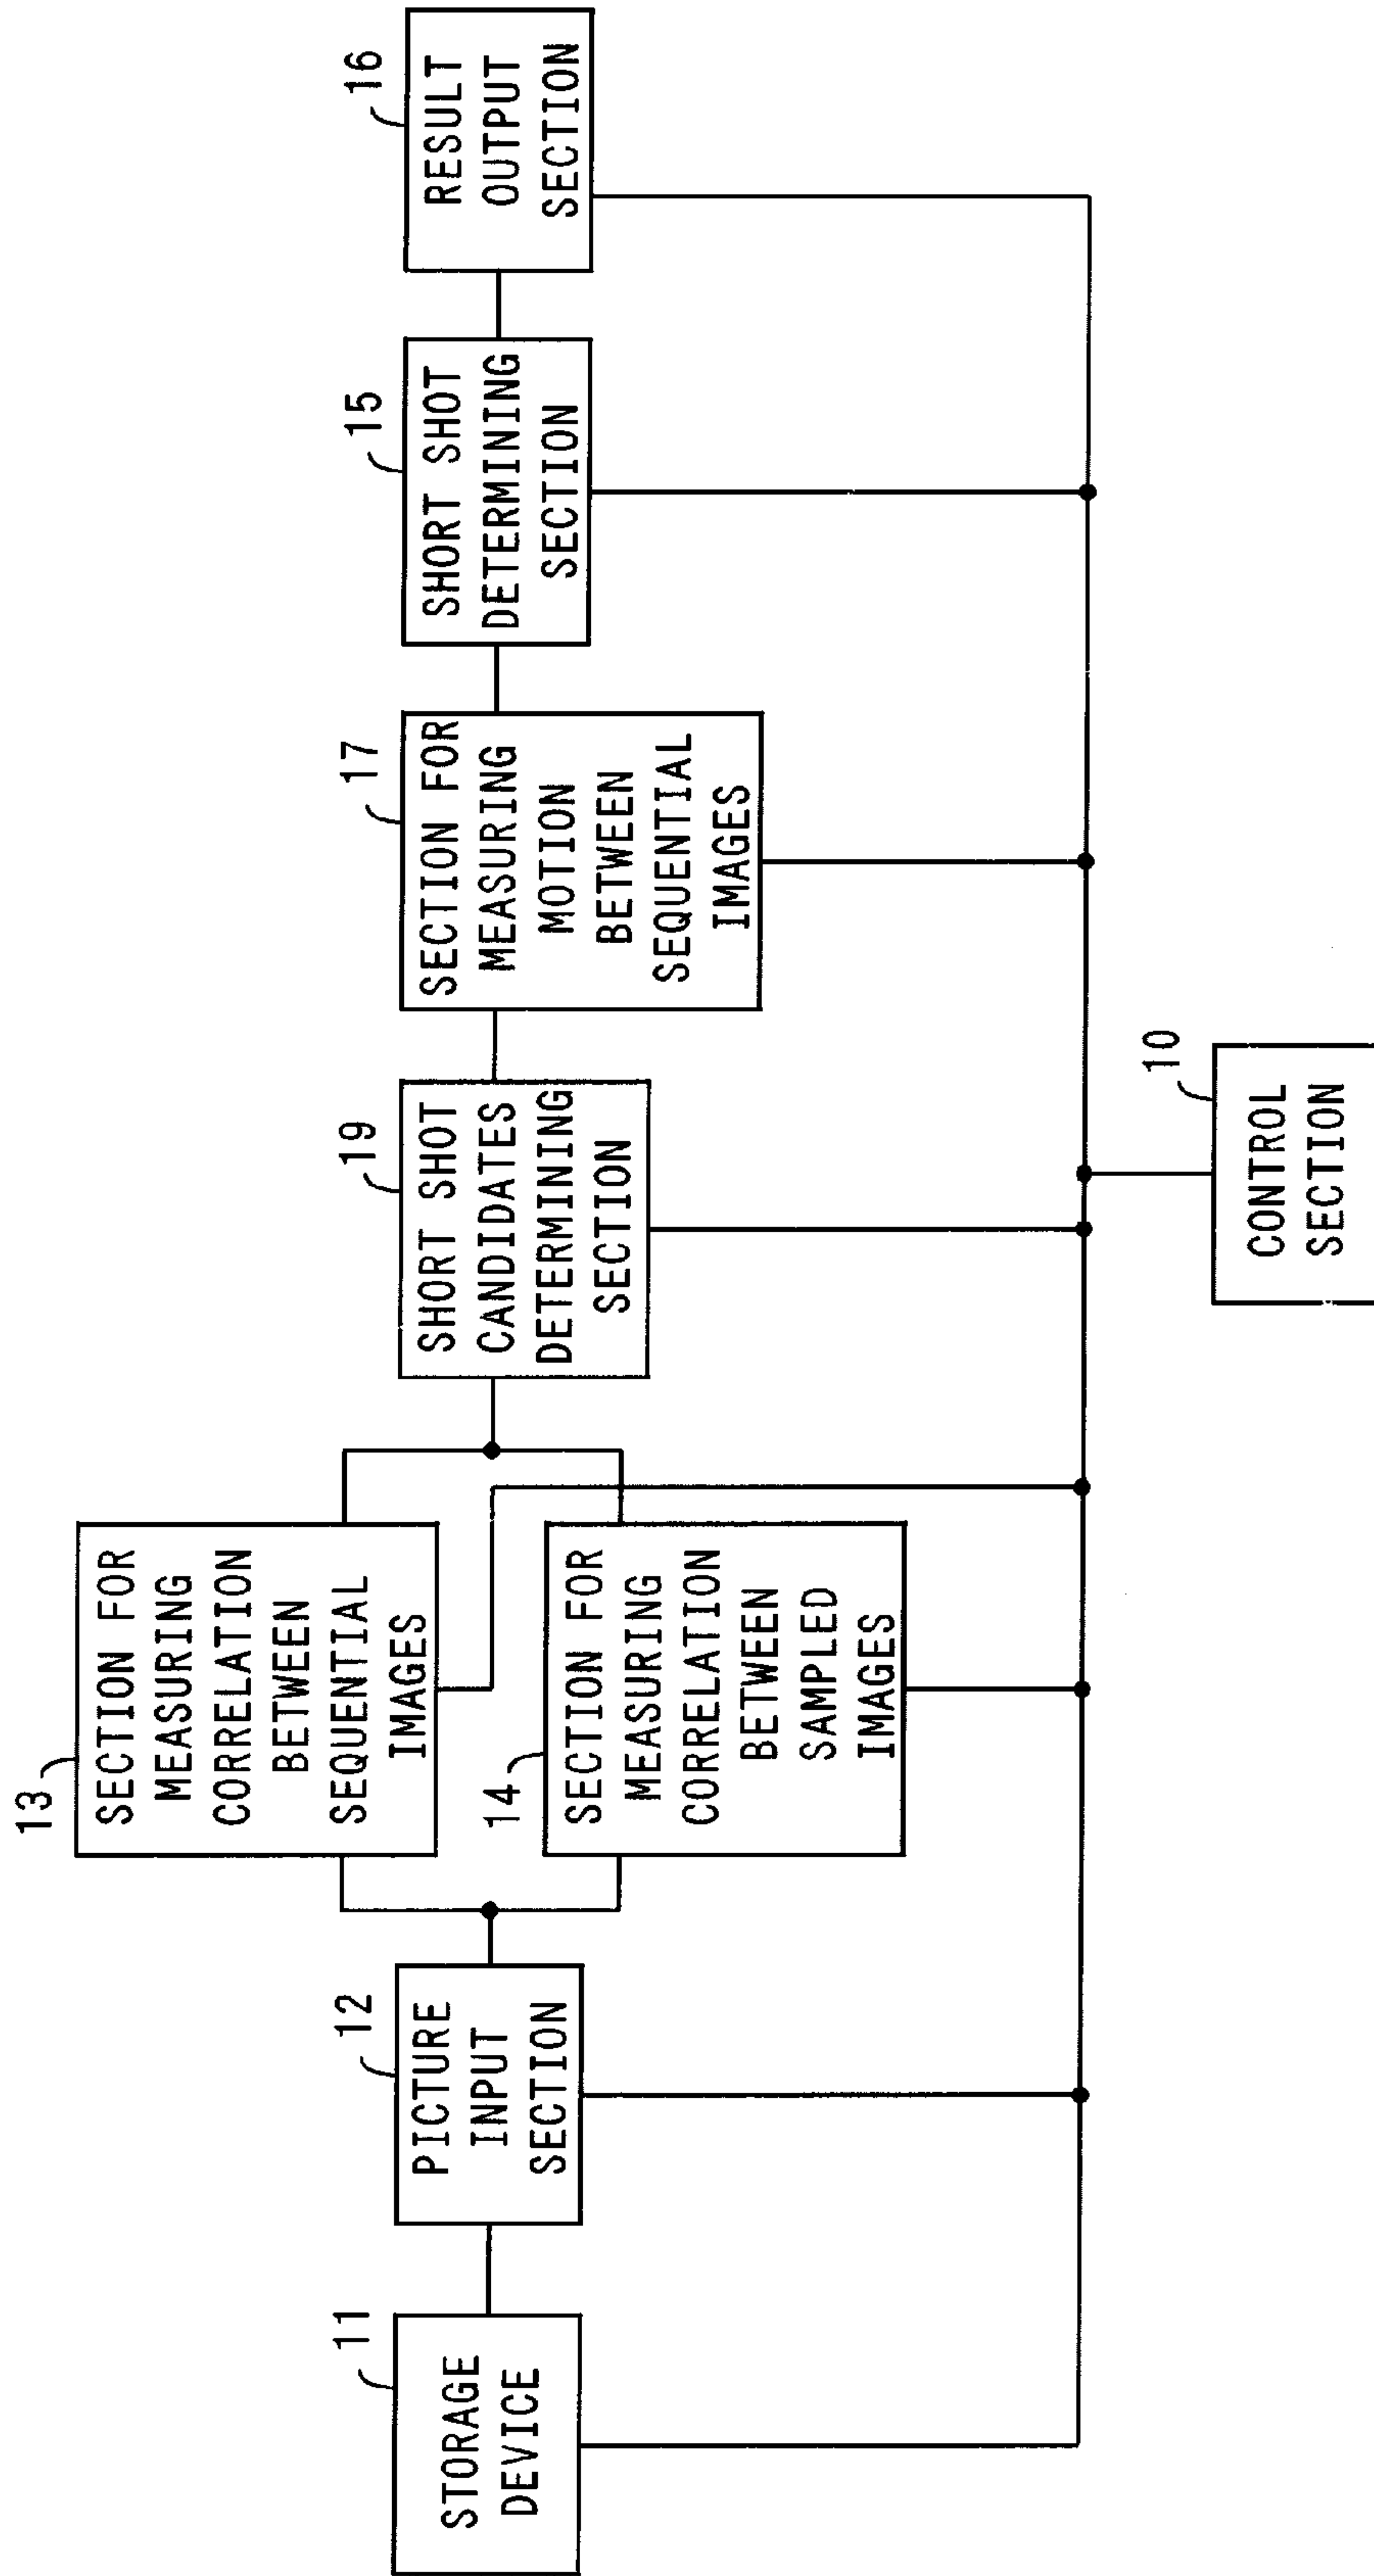 11
STORAGE
DEVICE
12
PICTURE
INPUT
SECTION
13
SECTION FOR
MEASURING
CORRELATION
BETWEEN
SEQUENTIAL
IMAGES
14
SECTION FOR
MEASURING
CORRELATION
BETWEEN
SAMPLED
IMAGES
19
SHORT SHOT
CANDIDATES
DETERMINING
SECTION
17
SECTION FOR
MEASURING
MOTION
BETWEEN
SEQUENTIAL
IMAGES
15
SHORT SHOT
DETERMINING
SECTION
16
RESULT
OUTPUT
SECTION
10
CONTROL
SECTION